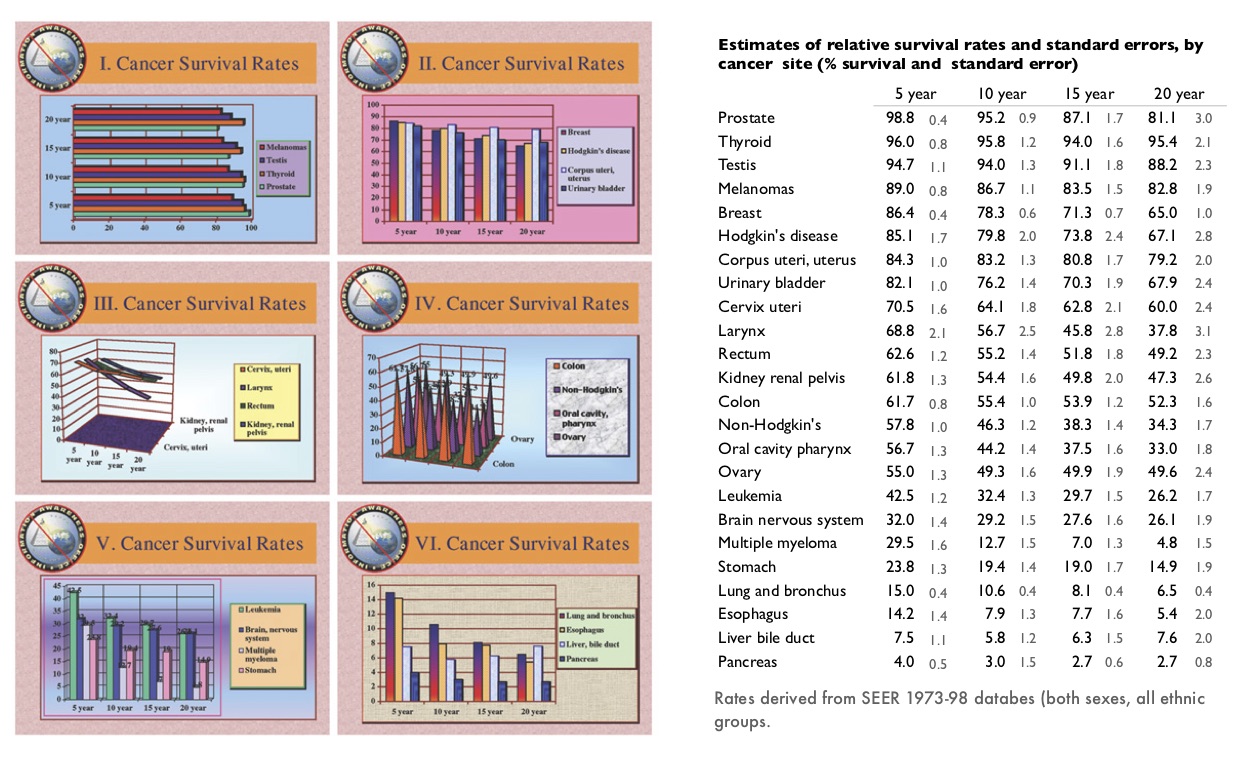 INFORMATION AWARENESS OFFICE
I. Cancer Survival Rates
20 year
15 year
10 year
5 year
0 20 40 60 80 100
Melanomas
Testis
Thyroid
Prostate
INFORMATION AWARENESS OFFICE
II. Cancer Survival Rates
100
90
80
70
60
50
40
30
20
10
0
5 year 10 year 15 year 20 year
Breast
Hodgkin's disease
Corpus uteri,
uterus
Urinary bladder
INFORMATION AWARENESS OFFICE
III. Cancer Survival Rates
80
70
60
50
40
30
20
10
0
5
year
10
year
15
year
20
year
Kidney, renal
pelvis
Cervix, uteri
Cervix, uteri
Larynx
Rectum
Kidney, renal
pelvis
INFORMATION AWARENESS OFFICE
IV. Cancer Survival Rates
70
60
50
40
30
20
10
0
Ovary
Colon
Colon
Non-Hodgkin's
Oral cavity,
pharynx
Ovary
INFORMATION AWARENESS OFFICE
V. Cancer Survival Rates
45
40
35
30
25
20
15
10
5
0
5 year 10 year 15 year 20 year
Leukemia
Brain, nervous
system
Multiple
myeloma
Stomach
INFORMATION AWARENESS OFFICE
VI. Cancer Survival Rates
16
14
12
10
8
6
4
2
0
5 year 10 year 15 year 20 year
Lung and bronchus
Esophagus
Liver, bile duct
Pancreas
Estimates of relative survival rates and standard errors, by
cancer site (% survival and standard error)
5 year 10 year 15 year 20 year
Prostate 98.8 0.4 95.2 0.9 87.1 1.7 81.1 3.0
Thyroid 96.0 0.8 95.8 1.2 94.0 1.6 95.4 2.1
Testis 94.7 1.1 94.0 1.3 91.1 1.8 88.2 2.3
Melanomas 89.0 0.8 86.7 1.1 83.5 1.5 82.8 1.9
Breast 86.4 0.4 78.3 0.6 71.3 0.7 65.0 1.0
Hodgkin's disease 85.1 1.7 79.8 2.0 73.8 2.4 67.1 2.8
Corpus uteri, uterus 84.3 1.0 83.2 1.3 80.8 1.7 79.2 2.0
Urinary bladder 82.1 1.0 76.2 1.4 70.3 1.9 67.9 2.4
Cervix uteri 70.5 1.6 64.1 1.8 62.8 2.1 60.0 2.4
Larynx 68.8 2.1 56.7 2.5 45.8 2.8 37.8 3.1
Rectum 62.6 1.2 55.2 1.4 51.8 1.8 49.2 2.3
Kidney renal pelvis 61.8 1.3 54.4 1.6 49.8 2.0 47.3 2.6
Colon 61.7 0.8 55.4 1.0 53.9 1.2 52.3 1.6
Non-Hodgkin's 57.8 1.0 46.3 1.2 38.3 1.4 34.3 1.7
Oral cavity pharynx 56.7 1.3 44.2 1.4 37.5 1.6 33.0 1.8
Ovary 55.0 1.3 49.3 1.6 49.9 1.9 49.6 2.4
Leukemia 42.5 1.2 32.4 1.3 29.7 1.5 26.2 1.7
Brain nervous system 32.0 1.4 29.2 1.5 27.6 1.6 26.1 1.9
Multiple myeloma 29.5 1.6 12.7 1.5 7.0 1.3 4.8 1.5
Stomach 23.8 1.3 19.4 1.4 19.0 1.7 14.9 1.9
Lung and bronchus 15.0 0.4 10.6 0.4 8.1 0.4 6.5 0.4
Esophagus 14.2 1.4 7.9 1.3 7.7 1.6 5.4 2.0
Liver bile duct 7.5 1.1 5.8 1.2 6.3 1.5 7.6 2.0
Pancreas 4.0 0.5 3.0 1.5 2.7 0.6 2.7 0.8
Rates derived from SEER 1973-98 databes (both sexes, all ethnic
groups.